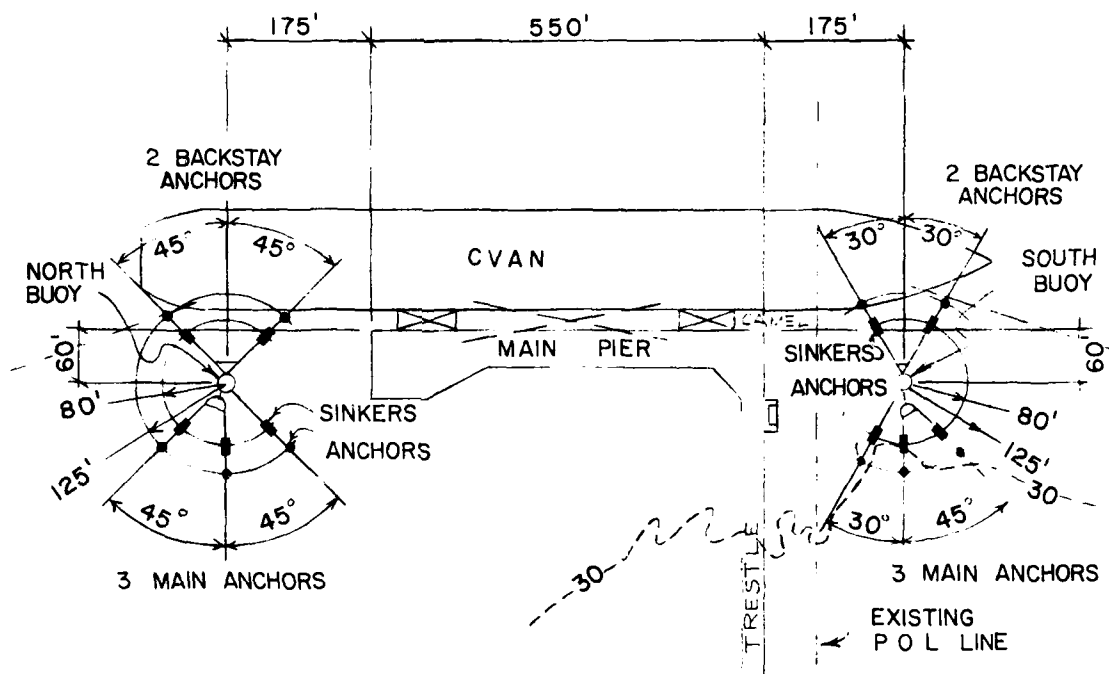 175' 550' 175'
2 BACKSTAY
ANCHORS
2 BACKSTAY
ANCHORS
45° 45°
30° 30°
CVAN
NORTH
BUOY
SOUTH
BUOY
CAMEL
MAIN PIER
60'
60'
SINKERS
ANCHORS
80'
SINKERS
ANCHORS
80'
125'
125'
30
45° 45°
30° 45°
3 MAIN ANCHORS
3 MAIN ANCHORS
30
TRESTLE
EXISTING
POL LINE